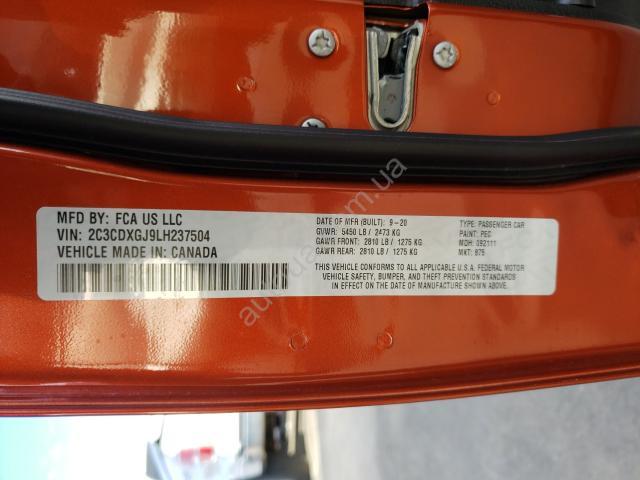 MFD BY: FCA US LLC
VIN: 2C3CDXGJ9LH237504
VEHICLE MADE IN: CANADA
DATE OF MFR (BUILT): 9-20
GVWR: 5450 LB / 2473 KG
GAWR FRONT: 2810 LB / 1275 KG
GAWR REAR: 2810 LB / 1275 KG
THIS VEHICLE CONFORMS TO ALL APPLICABLE U.S.A. FEDERAL MOTOR
VEHICLE SAFETY, BUMPER, AND THEFT PREVENTION STANDARDS
IN EFFECT ON THE DATE OF MANUFACTURE SHOWN ABOVE.
TYPE: PASSENGER CAR
PAINT: PEC
MDH: 092111
MKT: 875